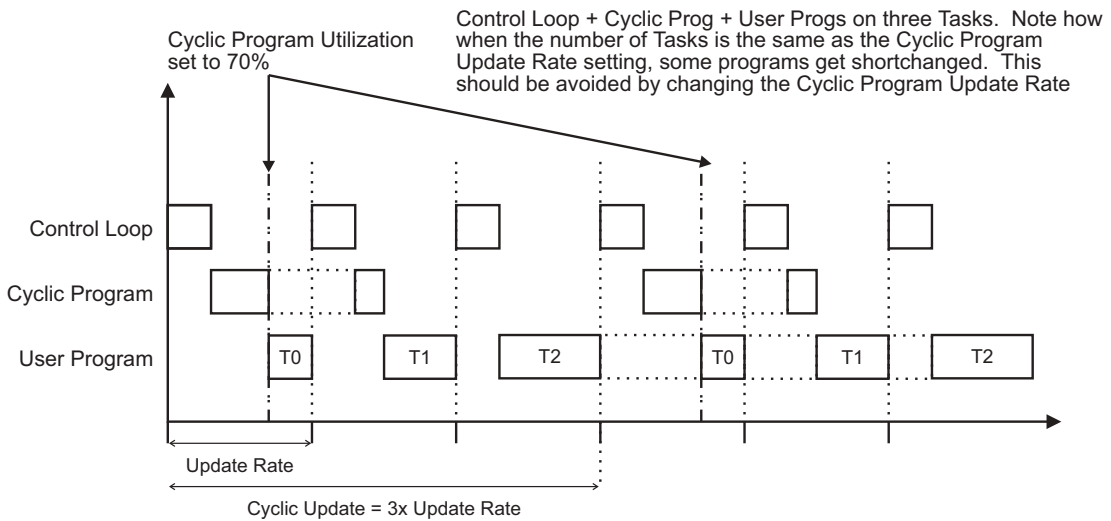 Cyclic Program Utilization
set to 70%
Control Loop + Cyclic Prog + User Progs on three Tasks.  Note how
when the number of Tasks is the same as the Cyclic Program
Update Rate setting, some programs get shortchanged.  This
should be avoided by changing the Cyclic Program Update Rate
Control Loop
Cyclic Program
User Program
T0
T1
T2
T0
T1
T2
Update Rate
Cyclic Update = 3x Update Rate